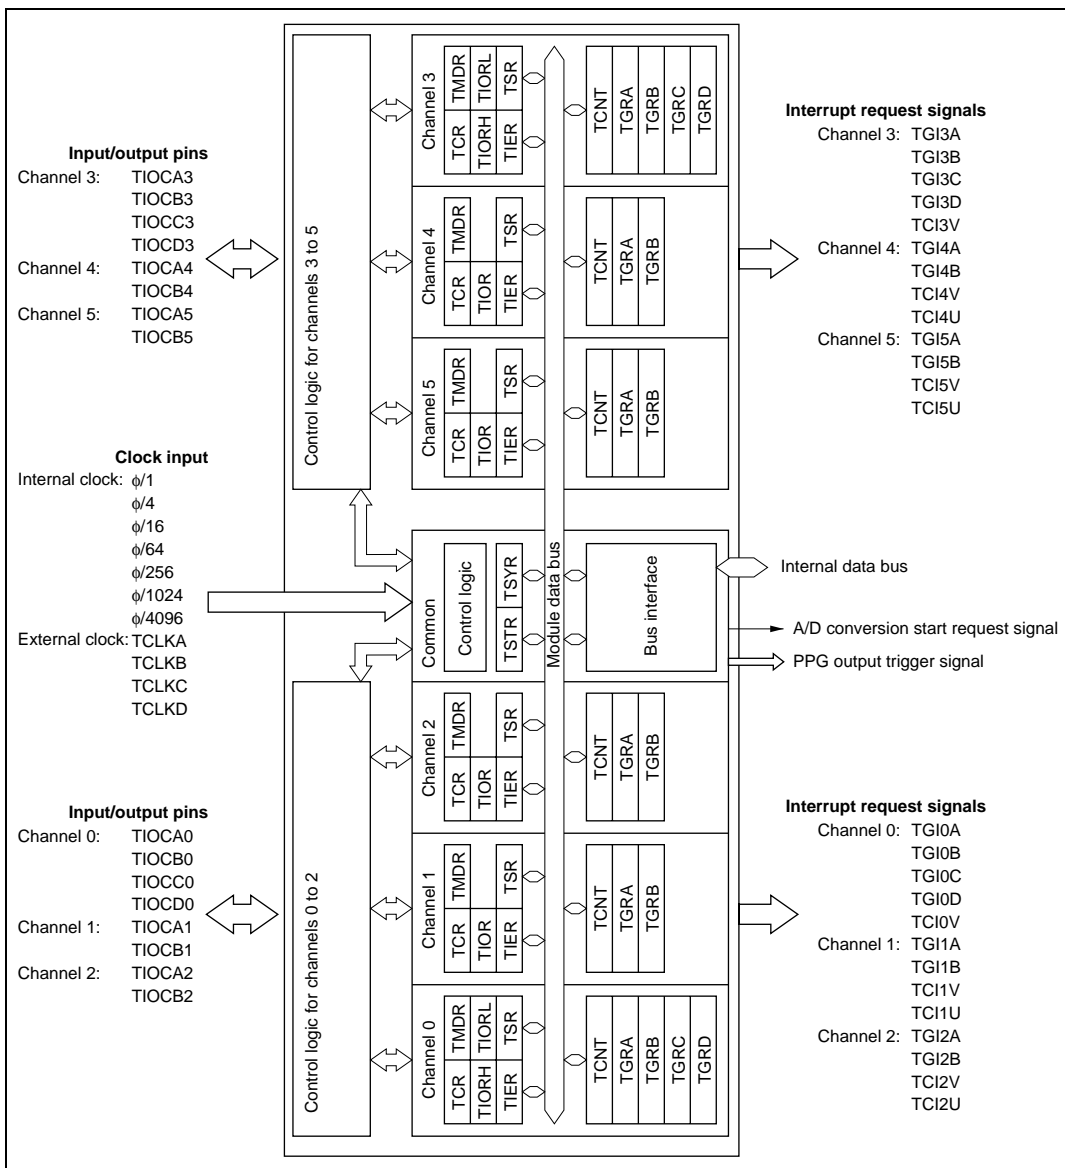 Input/output pins
Channel 3: TIOCA3
TIOCB3
TIOCC3
TIOCD3
Channel 4: TIOCA4
TIOCB4
Channel 5: TIOCA5
TIOCB5
Clock input
Internal clock: ϕ/1
ϕ/4
ϕ/16
ϕ/64
ϕ/256
ϕ/1024
ϕ/4096
External clock: TCLKA
TCLKB
TCLKC
TCLKD
Input/output pins
Channel 0: TIOCA0
TIOCB0
TIOCC0
TIOCD0
Channel 1: TIOCA1
TIOCB1
Channel 2: TIOCA2
TIOCB2
Control logic for channels 3 to 5
Control logic for channels 0 to 2
Channel 3
TMDR TIORL TSR
TCR TIORH TIER
TCNT TGRA TGRB TGRC TGRD
Channel 4
TMDR TSR
TCR TIOR TIER
TCNT TGRA TGRB
Channel 5
TMDR TSR
TCR TIOR TIER
TCNT TGRA TGRB
Common
Control logic
TSTR TSYR
Module data bus
Bus interface
Channel 2
TMDR TSR
TCR TIOR TIER
TCNT TGRA TGRB
Channel 1
TMDR TSR
TCR TIOR TIER
TCNT TGRA TGRB
Channel 0
TMDR TIORL TSR
TCR TIORH TIER
TCNT TGRA TGRB TGRC TGRD
Interrupt request signals
Channel 3: TGI3A
TGI3B
TGI3C
TGI3D
TCI3V
Channel 4: TGI4A
TGI4B
TCI4V
TCI4U
Channel 5: TGI5A
TGI5B
TCI5V
TCI5U
Internal data bus
A/D conversion start request signal
PPG output trigger signal
Interrupt request signals
Channel 0: TGI0A
TGI0B
TGI0C
TGI0D
TCI0V
Channel 1: TGI1A
TGI1B
TCI1V
TCI1U
Channel 2: TGI2A
TGI2B
TCI2V
TCI2U